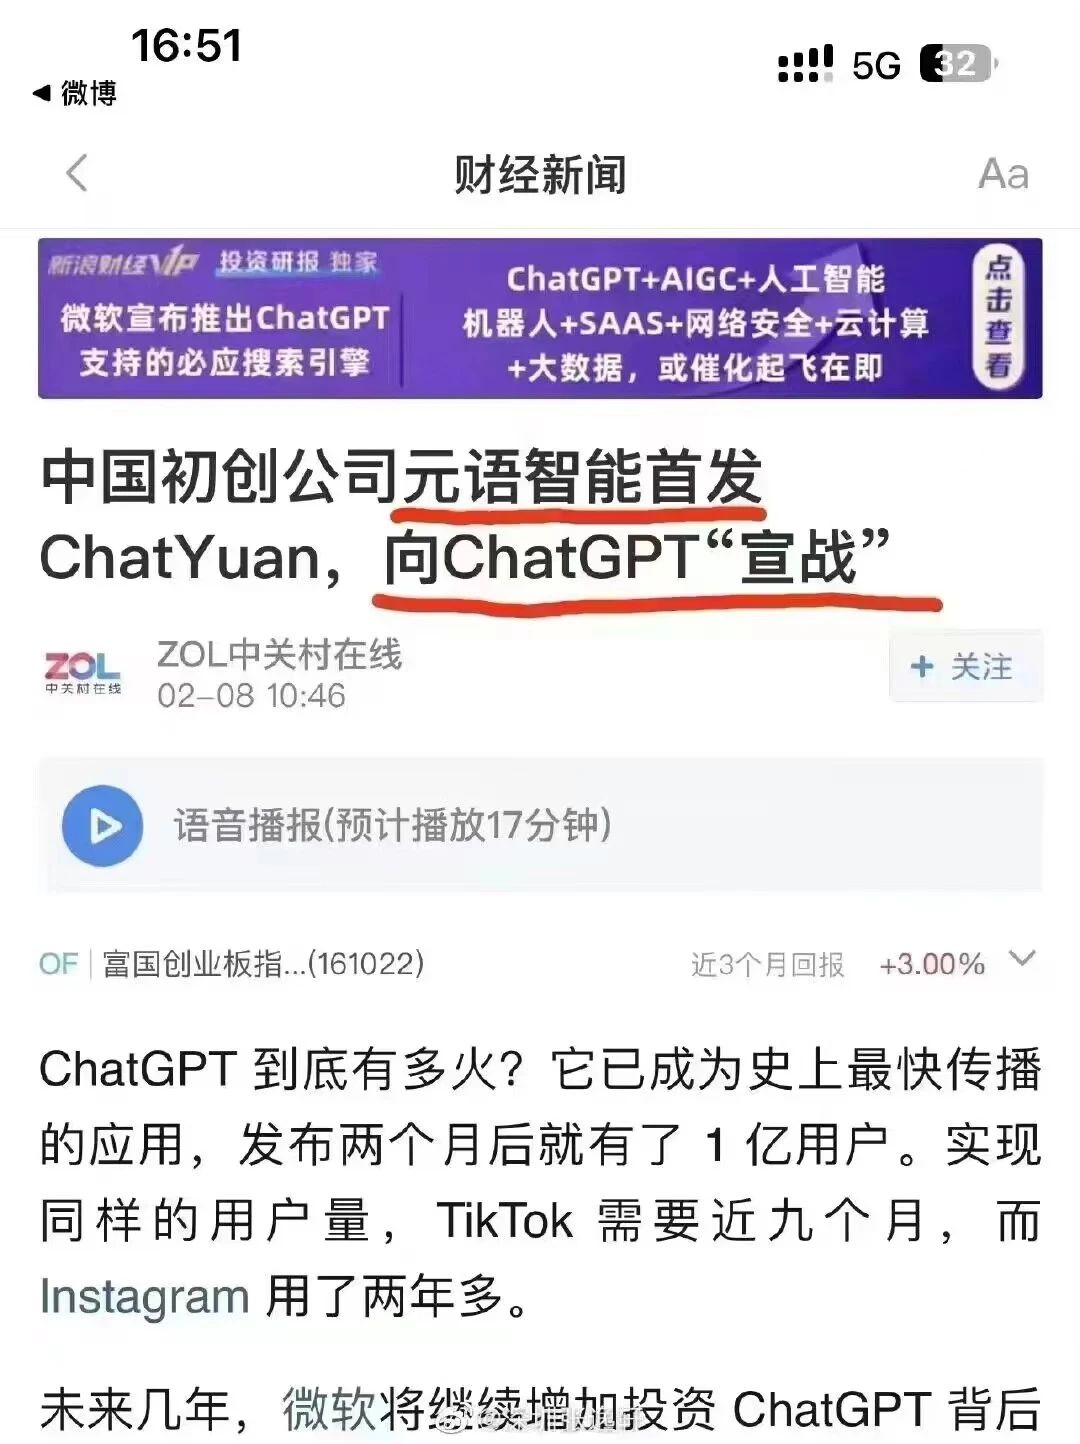 16:51
5G
32
微博
财经新闻
Aa
新浪财经VIP 投资研报 独家
微软宣布推出ChatGPT
支持的必应搜索引擎
ChatGPT+AIGC+人工智能
机器人+SAAS+网络安全+云计算
+大数据，或催化起飞在即
点击查看
中国初创公司元语智能首发
ChatYuan，向ChatGPT“宣战”
ZOL
中关村在线
ZOL中关村在线
02-08 10:46
+ 关注
语音播报(预计播放17分钟)
OF 富国创业板指...(161022)
近3个月回报 +3.00%
ChatGPT 到底有多火？它已成为史上最快传播
的应用，发布两个月后就有了 1 亿用户。实现
同样的用户量，TikTok 需要近九个月，而
Instagram 用了两年多。
未来几年，微软将继续增加投资 ChatGPT 背后